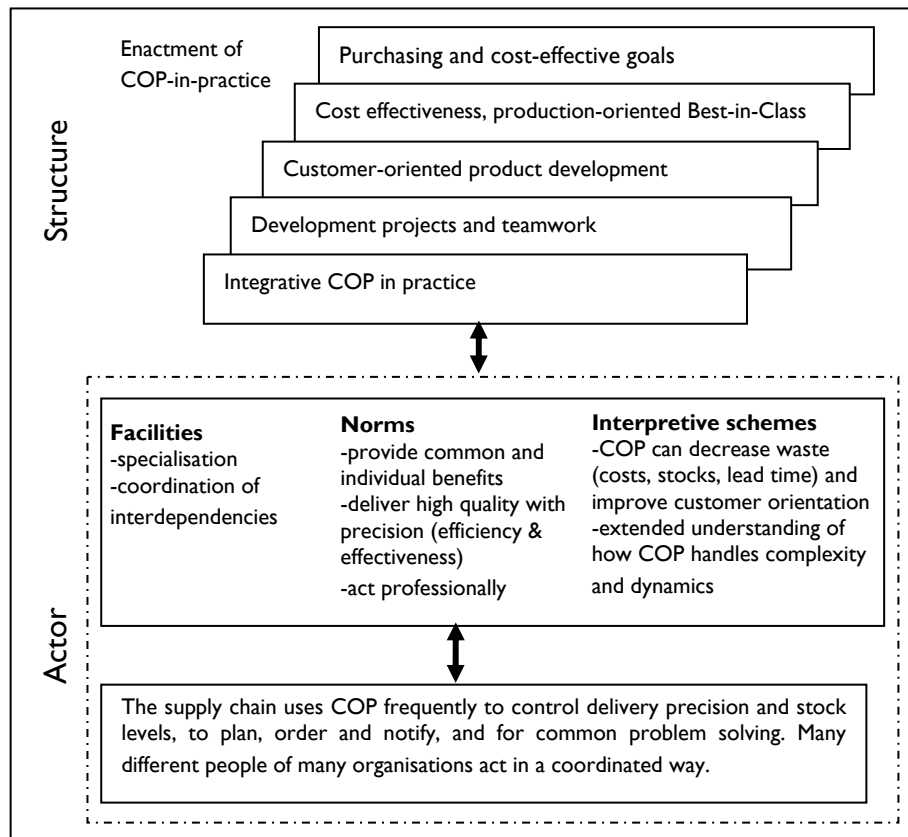 Enactment of
COP-in-practice
Purchasing and cost-effective goals
Cost effectiveness, production-oriented Best-in-Class
Customer-oriented product development
Development projects and teamwork
Integrative COP in practice
Structure
Facilities
-specialisation
-coordination of
interdependencies
Norms
-provide common and
individual benefits
-deliver high quality with
precision (efficiency &
effectiveness)
-act professionally
Interpretive schemes
-COP can decrease waste
(costs, stocks, lead time) and
improve customer orientation
-extended understanding of
how COP handles complexity
and dynamics
Actor
The supply chain uses COP frequently to control delivery precision and stock
levels, to plan, order and notify, and for common problem solving. Many
different people of many organisations act in a coordinated way.